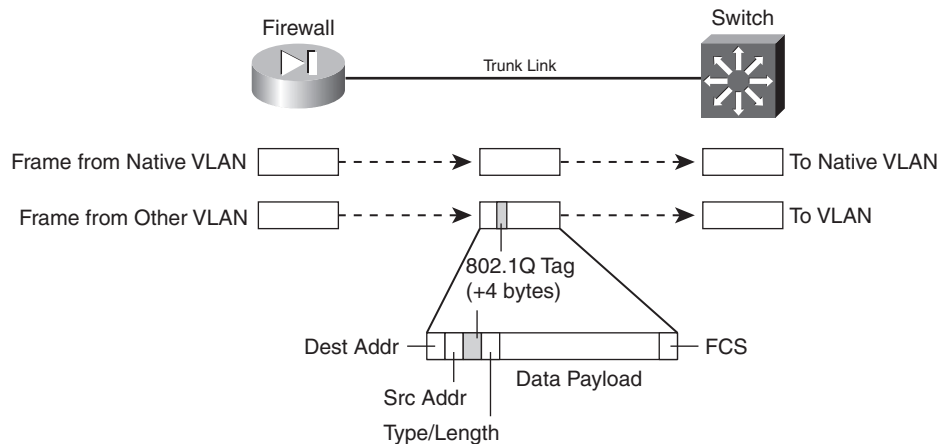 Firewall
Switch
Trunk Link
Frame from Native VLAN
To Native VLAN
Frame from Other VLAN
To VLAN
802.1Q Tag
(+4 bytes)
Dest Addr
FCS
Data Payload
Src Addr
Type/Length